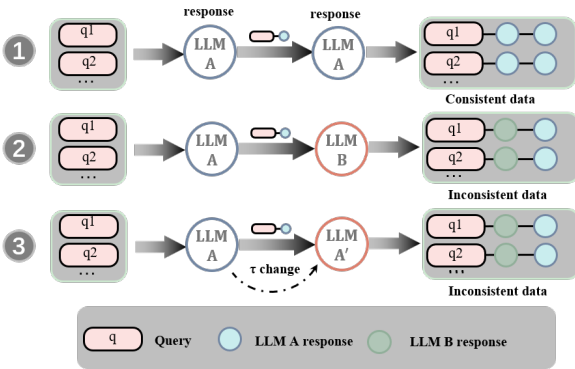 response
response
1
q1
q2
...
LLM
A
LLM
A
q1
q2
...
Consistent data
2
q1
q2
...
LLM
A
LLM
B
q1
q2
...
Inconsistent data
3
q1
q2
...
LLM
A
τ change
LLM
A'
q1
q2
...
Inconsistent data
q
Query
LLM A response
LLM B response